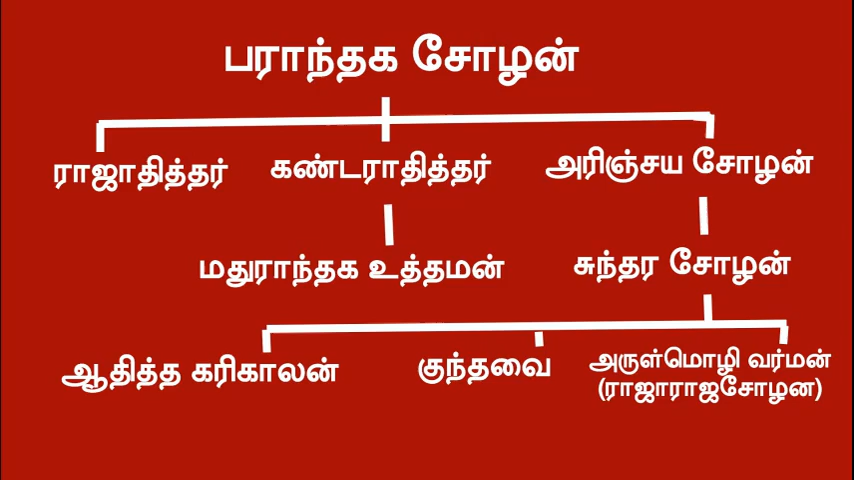 பராந்தக சோழன்
ராஜாதித்தர் கண்டராதித்தர் அரிஞ்சய சோழன்
மதுராந்தக உத்தமன் சுந்தர சோழன்
ஆதித்த கரிகாலன் குந்தவை அருள்மொழி வர்மன்
(ராஜாராஜசோழன)